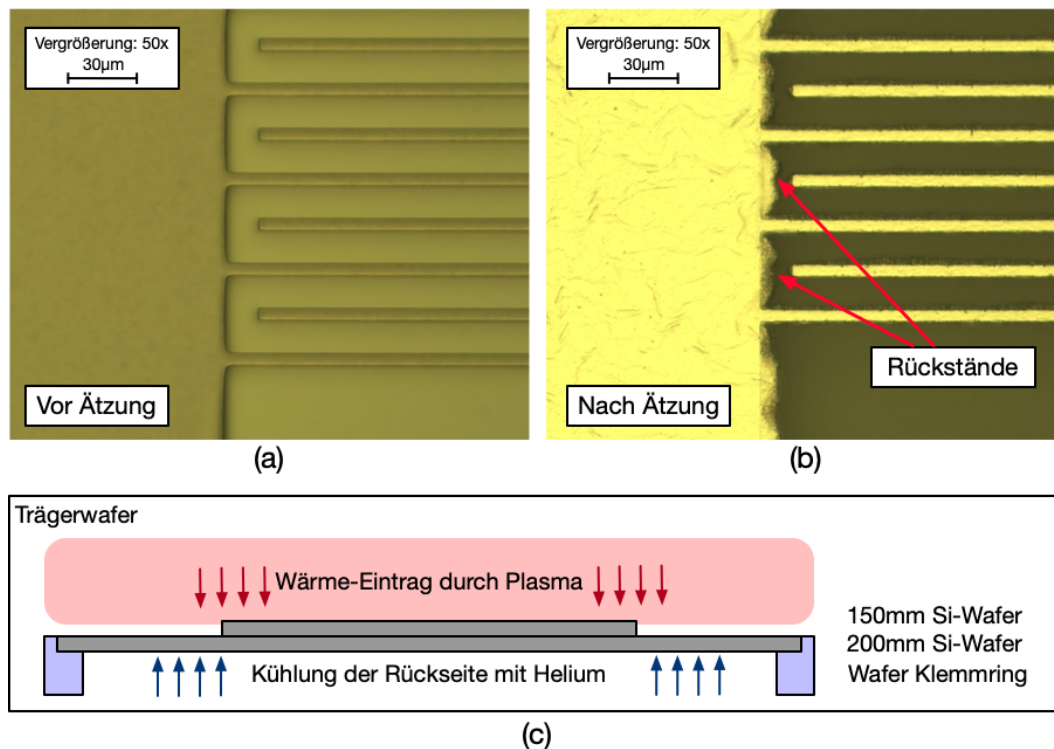 Vergrößerung: 50x
30µm
Vor Ätzung
(a)
Vergrößerung: 50x
30µm
Rückstände
Nach Ätzung
(b)
Trägerwafer
Wärme-Eintrag durch Plasma
150mm Si-Wafer
200mm Si-Wafer
Kühlung der Rückseite mit Helium
Wafer Klemmring
(c)